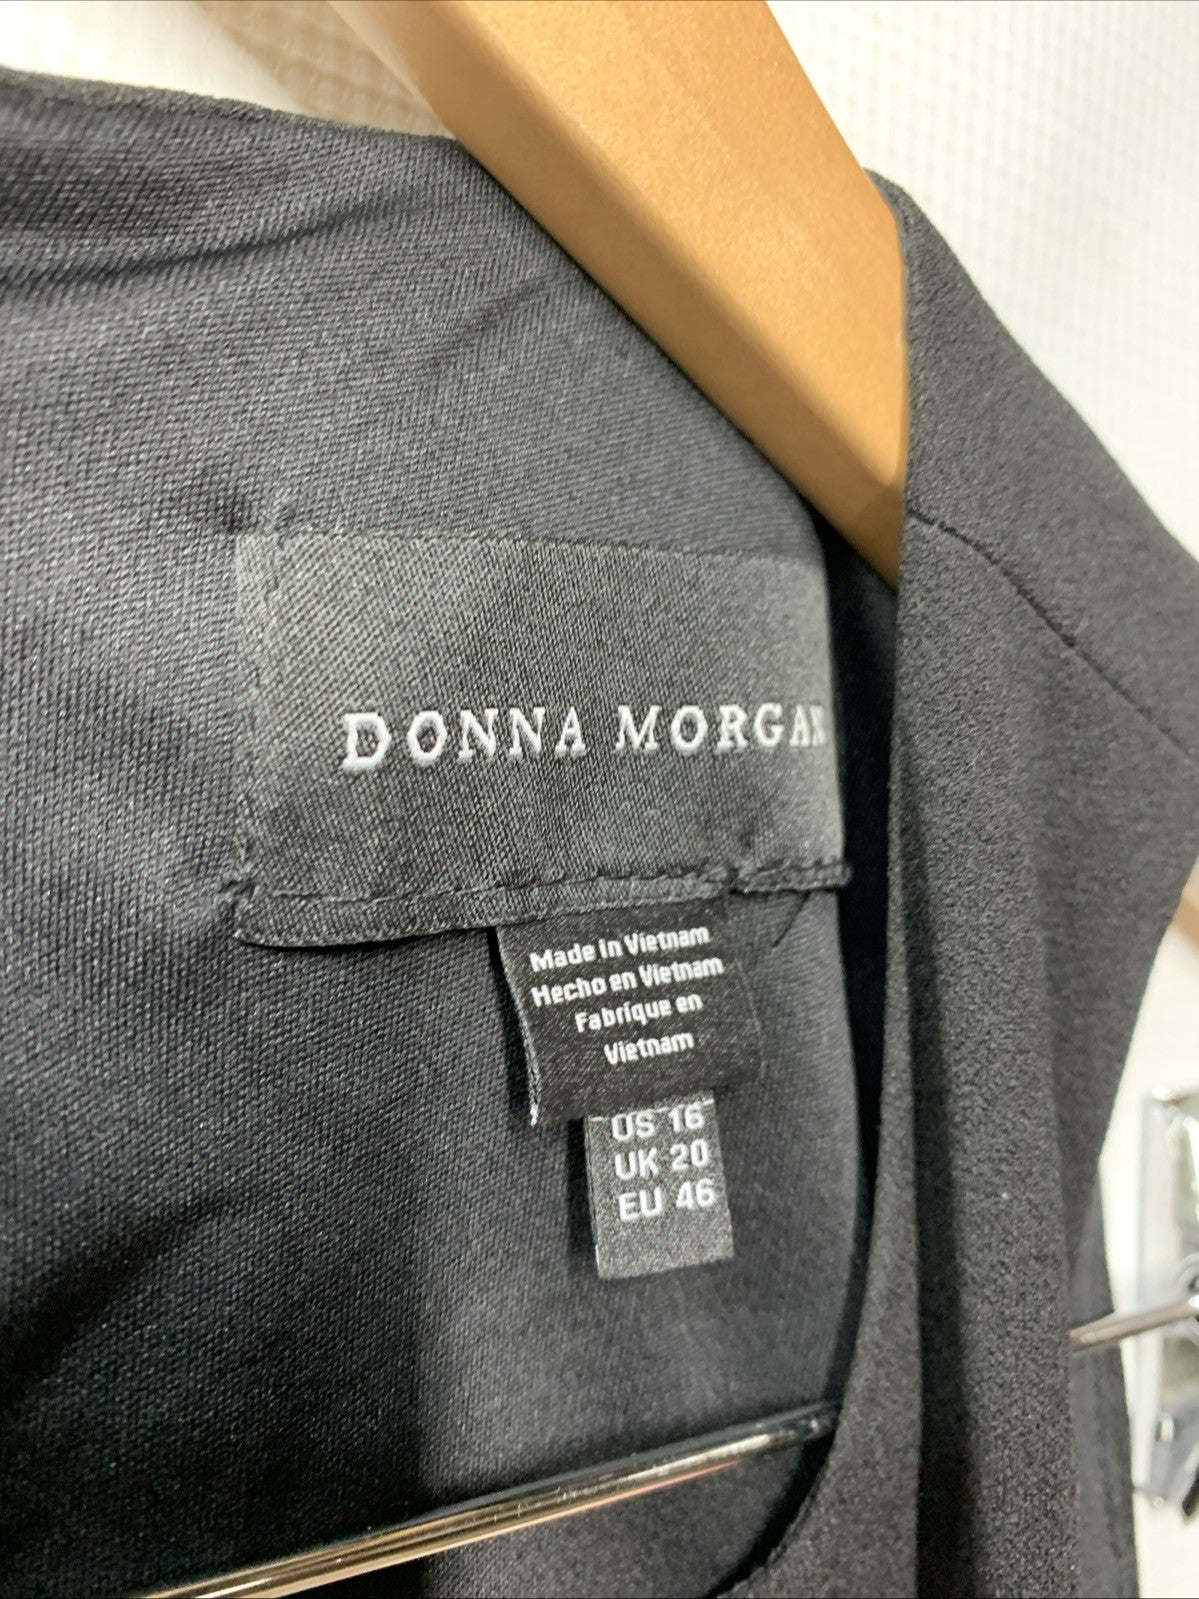 DONNA MORGAN
Made in Vietnam
Hecho en Vietnam
Fabrique en
Vietnam
US 16
UK 20
EU 46